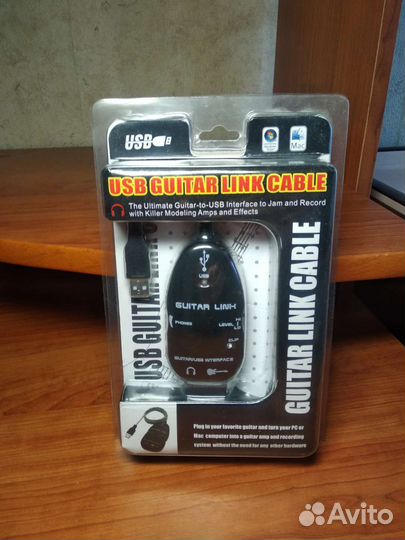 USB
Mac
USB GUITAR LINK CABLE
The Ultimate Guitar-to-USB Interface to Jam and Record
with Killer Modeling Amps and Effects
USB GUITAR
GUITAR LINK CABLE
USB
GUITAR LINK
PHONES
LEVEL
HI
LO
CLIP
GUITAR/USB INTERFACE
Plug in your favorite guitar and turn your PC or
Mac computer into a guitar amp and recording
system without the need for any other hardware
Avito